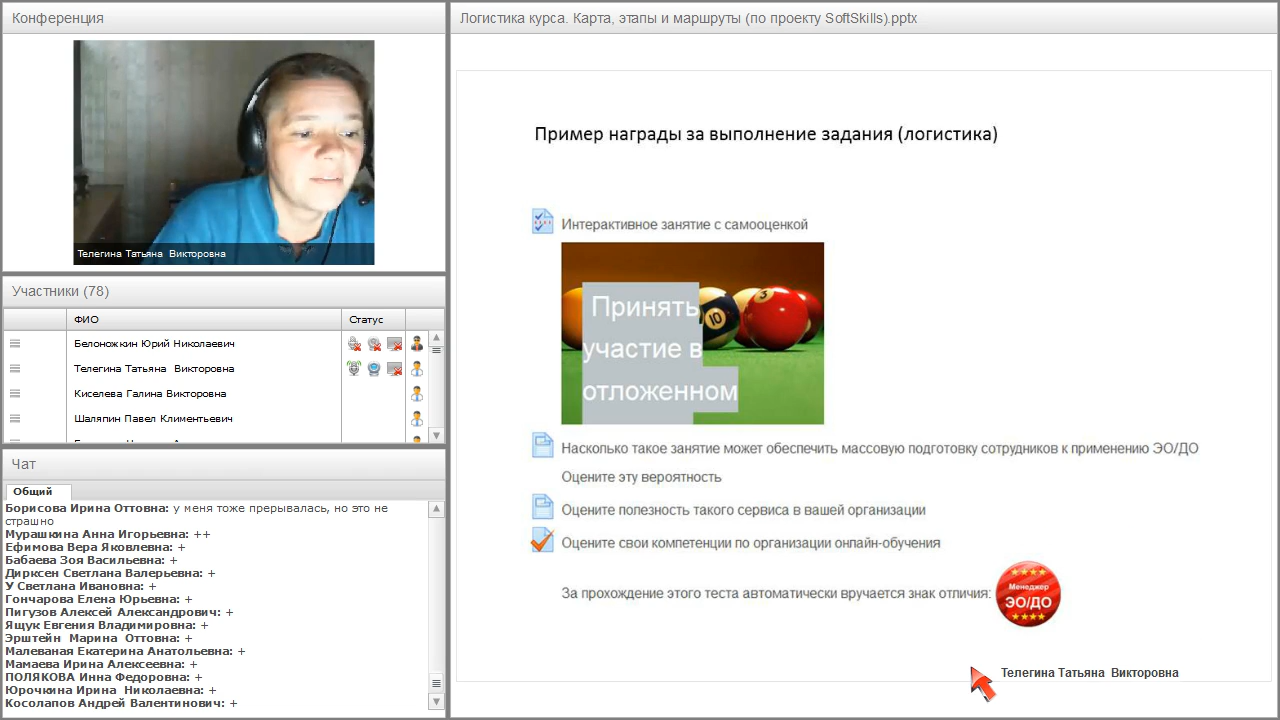 Конференция
Телегина Татьяна  Викторовна
Участники (78)
ФИО
Статус
Белоножкин Юрий Николаевич
Телегина Татьяна  Викторовна
Киселева Галина Викторовна
Шаляпин Павел Климентьевич
Чат
Общий
Борисова Ирина Оттовна: у меня тоже прерывалась, но это не
страшно
Мурашкина Анна Игорьевна: ++
Ефимова Вера Яковлевна: +
Бабаева Зоя Васильевна: +
Дирксен Светлана Валерьевна: +
У Светлана Ивановна: +
Гончарова Елена Юрьевна: +
Пигузов Алексей Александрович: +
Ящук Евгения Владимировна: +
Эрштейн  Марина  Оттовна: +
Малеваная Екатерина Анатольевна: +
Мамаева Ирина Алексеевна: +
ПОЛЯКОВА Инна Федоровна: +
Юрочкина Ирина  Николаевна: +
Косолапов Андрей Валентинович: +
Логистика курса. Карта, этапы и маршруты (по проекту SoftSkills).pptx
Пример награды за выполнение задания (логистика)
Интерактивное занятие с самооценкой
Принять
участие в
отложенном
10
3
Насколько такое занятие может обеспечить массовую подготовку сотрудников к применению ЭО/ДО
Оцените эту вероятность
Оцените полезность такого сервиса в вашей организации
Оцените свои компетенции по организации онлайн-обучения
За прохождение этого теста автоматически вручается знак отличия:
Менеджер
ЭО/ДО
Телегина Татьяна  Викторовна